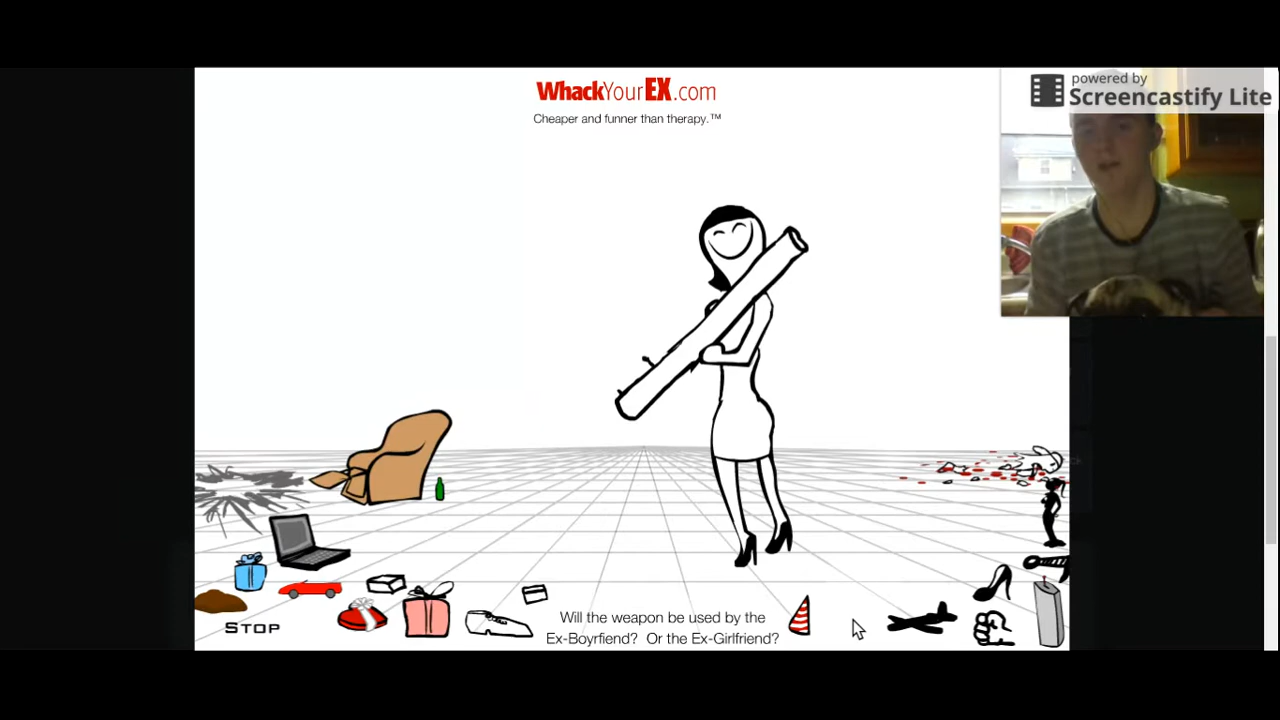 WhackYourEX.com
Cheaper and funner than therapy.™
powered by
Screencastify Lite
Will the weapon be used by the
Ex-Boyrfiend? Or the Ex-Girlfriend?
STOP